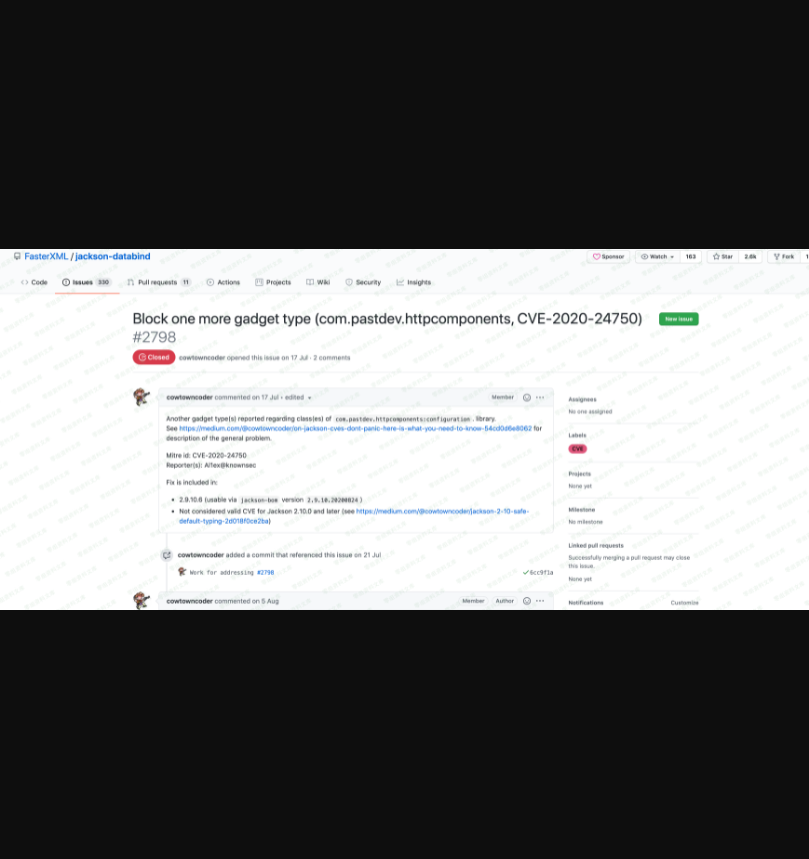 FasterXML / jackson-databind
Sponsor Watch 163 Star 2.6k Fork 1
Code Issues 330 Pull requests 11 Actions Projects Wiki Security Insights
Block one more gadget type (com.pastdev.httpcomponents, CVE-2020-24750) New issue
#2798
Closed cowtowncoder opened this issue on 17 Jul · 2 comments
cowtowncoder commented on 17 Jul · edited Member ...
Another gadget type(s) reported regarding class(es) of com.pastdev.httpcomponents:configuration . library.
See https://medium.com/@cowtowncoder/on-jackson-cves-dont-panic-here-is-what-you-need-to-know-54cd0d6e8062 for
description of the general problem.
Mitre id: CVE-2020-24750
Reporter(s): Al1ex@knownsec
Fix is included in:
• 2.9.10.6 (usable via jackson-bom version 2.9.10.20200824 )
• Not considered valid CVE for Jackson 2.10.0 and later (see https://medium.com/@cowtowncoder/jackson-2-10-safe-
default-typing-2d018f0ce2ba)
cowtowncoder added a commit that referenced this issue on 21 Jul
Work for addressing #2798 6cc9f1a
cowtowncoder commented on 5 Aug Member Author ...
Assignees
No one assigned
Labels
CVE
Projects
None yet
Milestone
No milestone
Linked pull requests
Successfully merging a pull request may close
this issue.
None yet
Notifications Customize